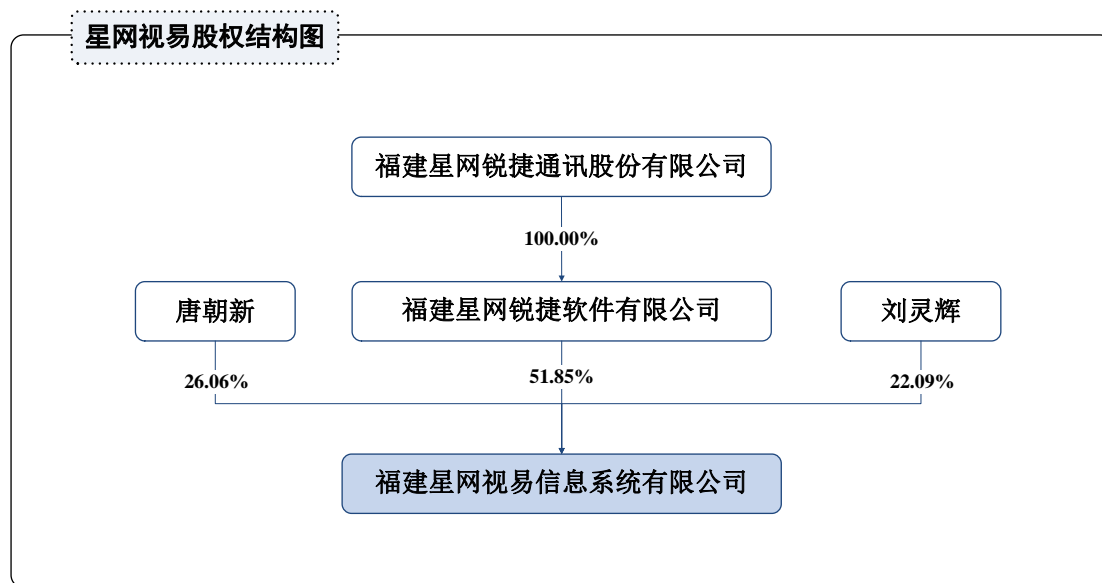 星网视易股权结构图
福建星网锐捷通讯股份有限公司
100.00%
唐朝新
福建星网锐捷软件有限公司
刘灵辉
26.06%
51.85%
22.09%
福建星网视易信息系统有限公司